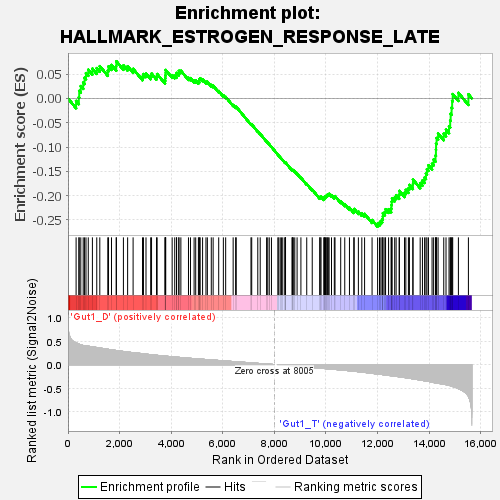 Enrichment plot:
HALLMARK_ESTROGEN_RESPONSE_LATE
Enrichment score (ES)
0.05
0.00
-0.05
-0.10
-0.15
-0.20
-0.25
Ranked list metric (Signal2Noise)
1.0
0.5
0.0
-0.5
-1.0
'Gut1_D' (positively correlated)
Zero cross at 8005
'Gut1_T' (negatively correlated)
0
2,000
4,000
6,000
8,000
10,000
12,000
14,000
16,000
Rank in Ordered Dataset
Enrichment profile
Hits
Ranking metric scores